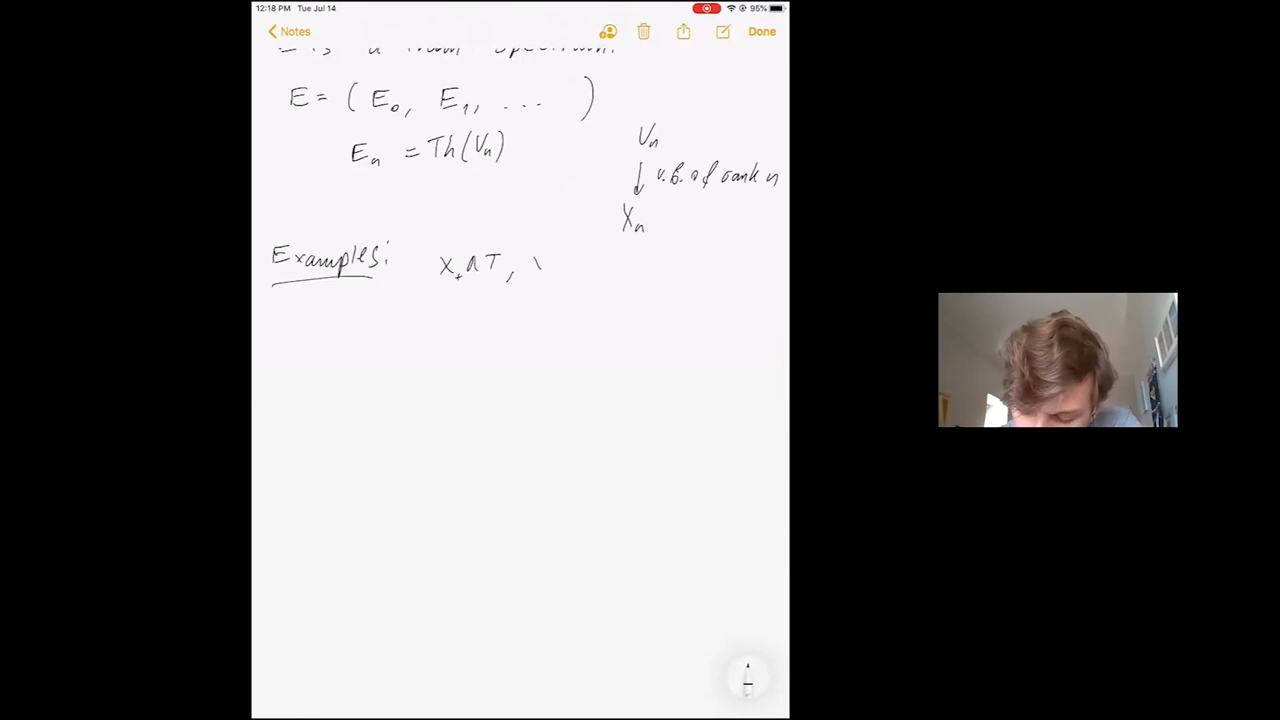 12:18 PM Tue Jul 14 95%
Notes Done
is a
E = ( E₀, E₁, ... )
Eₙ = Th(Vₙ)
Vₙ
↓ v.b. of rank n
Xₙ
Examples: X₊∧T, \